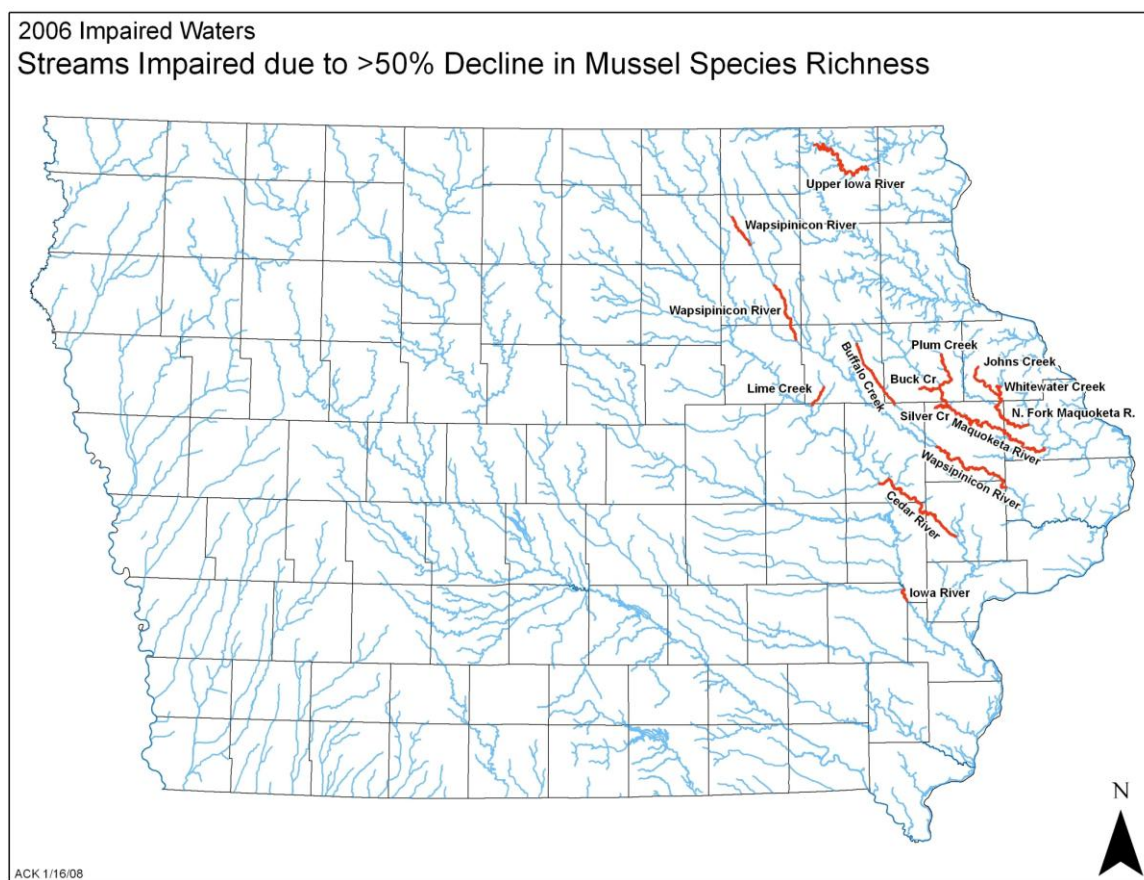 2006 Impaired Waters
Streams Impaired due to >50% Decline in Mussel Species Richness
Upper Iowa River
Wapsipinicon River
Wapsipinicon River
Plum Creek
Buffalo Creek
Johns Creek
Buck Cr
Lime Creek
Whitewater Creek
Silver Cr
N. Fork Maquoketa R.
Maquoketa River
Wapsipinicon River
Cedar River
Iowa River
N
ACK 1/16/08